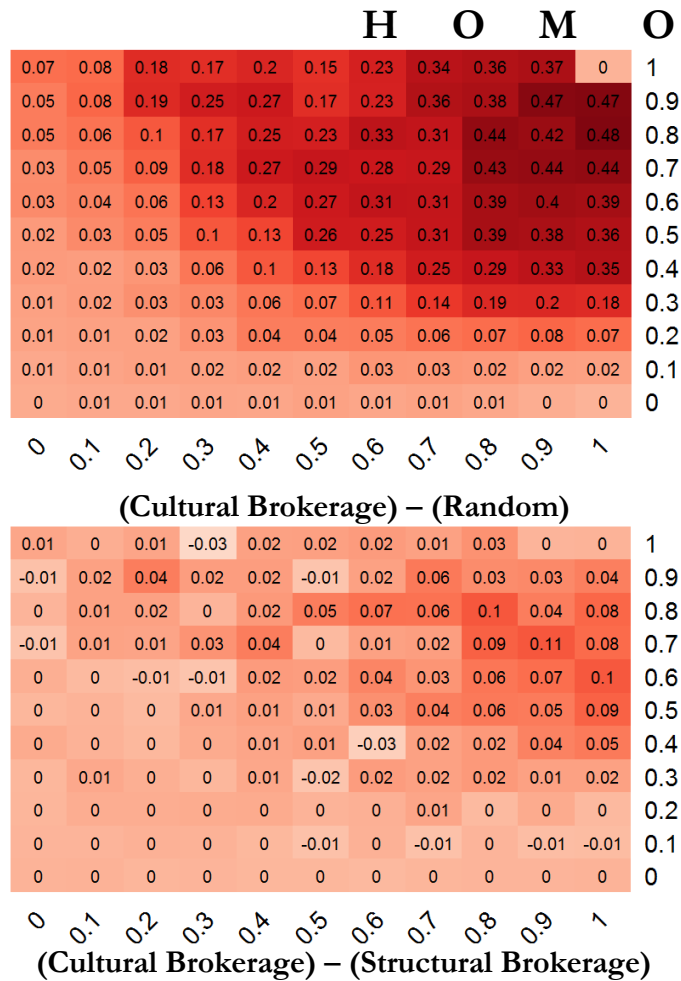 H O M O
0.07 0.08 0.18 0.17 0.2 0.15 0.23 0.34 0.36 0.37 0 1
0.05 0.08 0.19 0.25 0.27 0.17 0.23 0.36 0.38 0.47 0.47 0.9
0.05 0.06 0.1 0.17 0.25 0.23 0.33 0.31 0.44 0.42 0.48 0.8
0.03 0.05 0.09 0.18 0.27 0.29 0.28 0.29 0.43 0.44 0.44 0.7
0.03 0.04 0.06 0.13 0.2 0.27 0.31 0.31 0.39 0.4 0.39 0.6
0.02 0.03 0.05 0.1 0.13 0.26 0.25 0.31 0.39 0.38 0.36 0.5
0.02 0.02 0.03 0.06 0.1 0.13 0.18 0.25 0.29 0.33 0.35 0.4
0.01 0.02 0.03 0.03 0.06 0.07 0.11 0.14 0.19 0.2 0.18 0.3
0.01 0.01 0.02 0.03 0.04 0.04 0.05 0.06 0.07 0.08 0.07 0.2
0.01 0.01 0.01 0.02 0.02 0.02 0.03 0.03 0.02 0.02 0.02 0.1
0 0.01 0.01 0.01 0.01 0.01 0.01 0.01 0.01 0 0 0
0 0.1 0.2 0.3 0.4 0.5 0.6 0.7 0.8 0.9 1
(Cultural Brokerage) – (Random)
0.01 0 0.01 -0.03 0.02 0.02 0.02 0.01 0.03 0 0 1
-0.01 0.02 0.04 0.02 0.02 -0.01 0.02 0.06 0.03 0.03 0.04 0.9
0 0.01 0.02 0 0.02 0.05 0.07 0.06 0.1 0.04 0.08 0.8
-0.01 0.01 0.01 0.03 0.04 0 0.01 0.02 0.09 0.11 0.08 0.7
0 0 -0.01 -0.01 0.02 0.02 0.04 0.03 0.06 0.07 0.1 0.6
0 0 0 0.01 0.01 0.01 0.03 0.04 0.06 0.05 0.09 0.5
0 0 0 0 0.01 0.01 -0.03 0.02 0.02 0.04 0.05 0.4
0 0.01 0 0 0.01 -0.02 0.02 0.02 0.02 0.01 0.02 0.3
0 0 0 0 0 0 0 0.01 0 0 0 0.2
0 0 0 0 0 -0.01 0 -0.01 0 -0.01 -0.01 0.1
0 0 0 0 0 0 0 0 0 0 0 0
0 0.1 0.2 0.3 0.4 0.5 0.6 0.7 0.8 0.9 1
(Cultural Brokerage) – (Structural Brokerage)